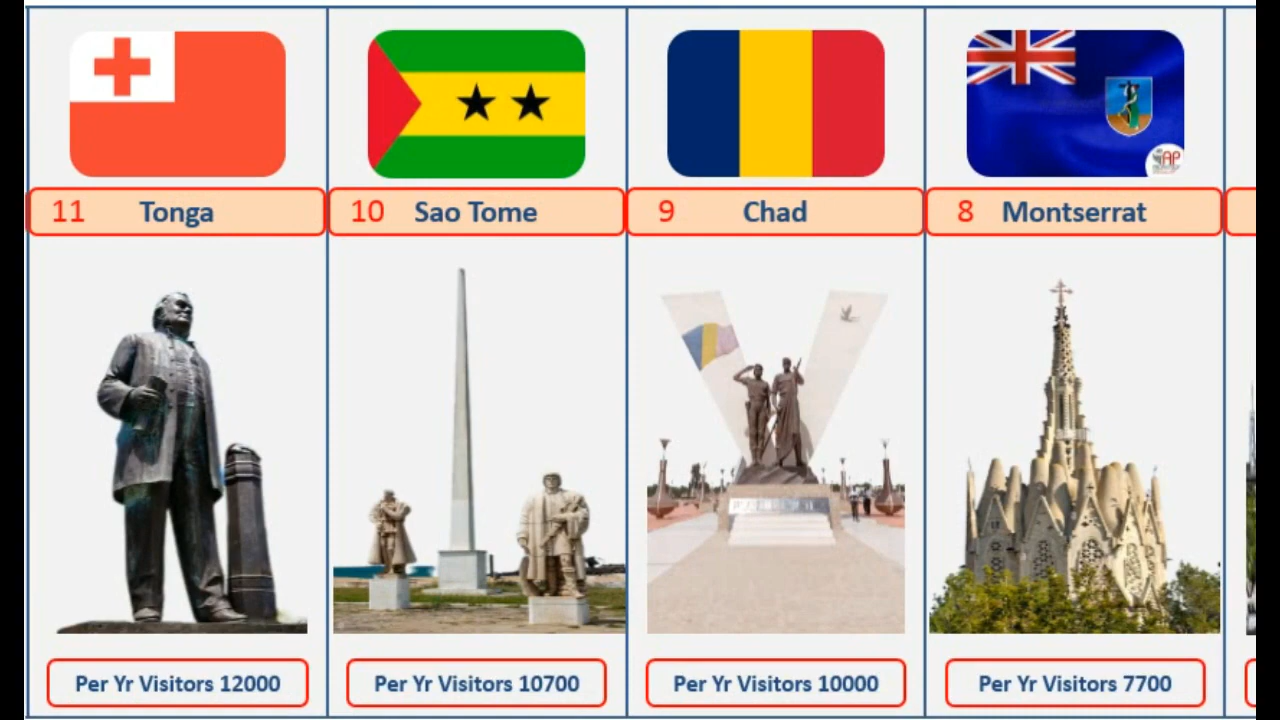 11 Tonga
10 Sao Tome
9 Chad
8 Montserrat
AP
Per Yr Visitors 12000
Per Yr Visitors 10700
Per Yr Visitors 10000
Per Yr Visitors 7700